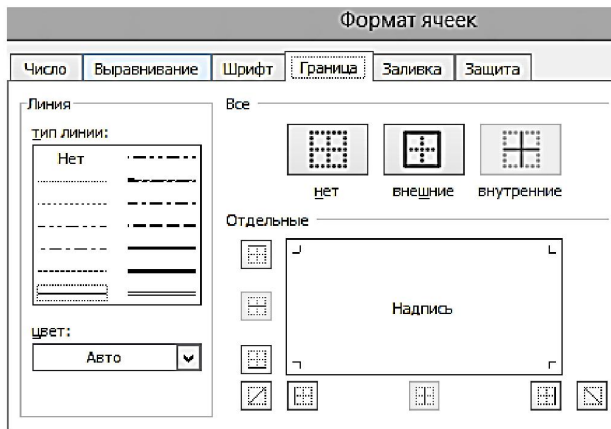 Формат ячеек
Число Выравнивание Шрифт Граница Заливка Защита
Линия
тип линии:
Нет
цвет:
Авто
Все
нет внешние внутренние
Отдельные
Надпись